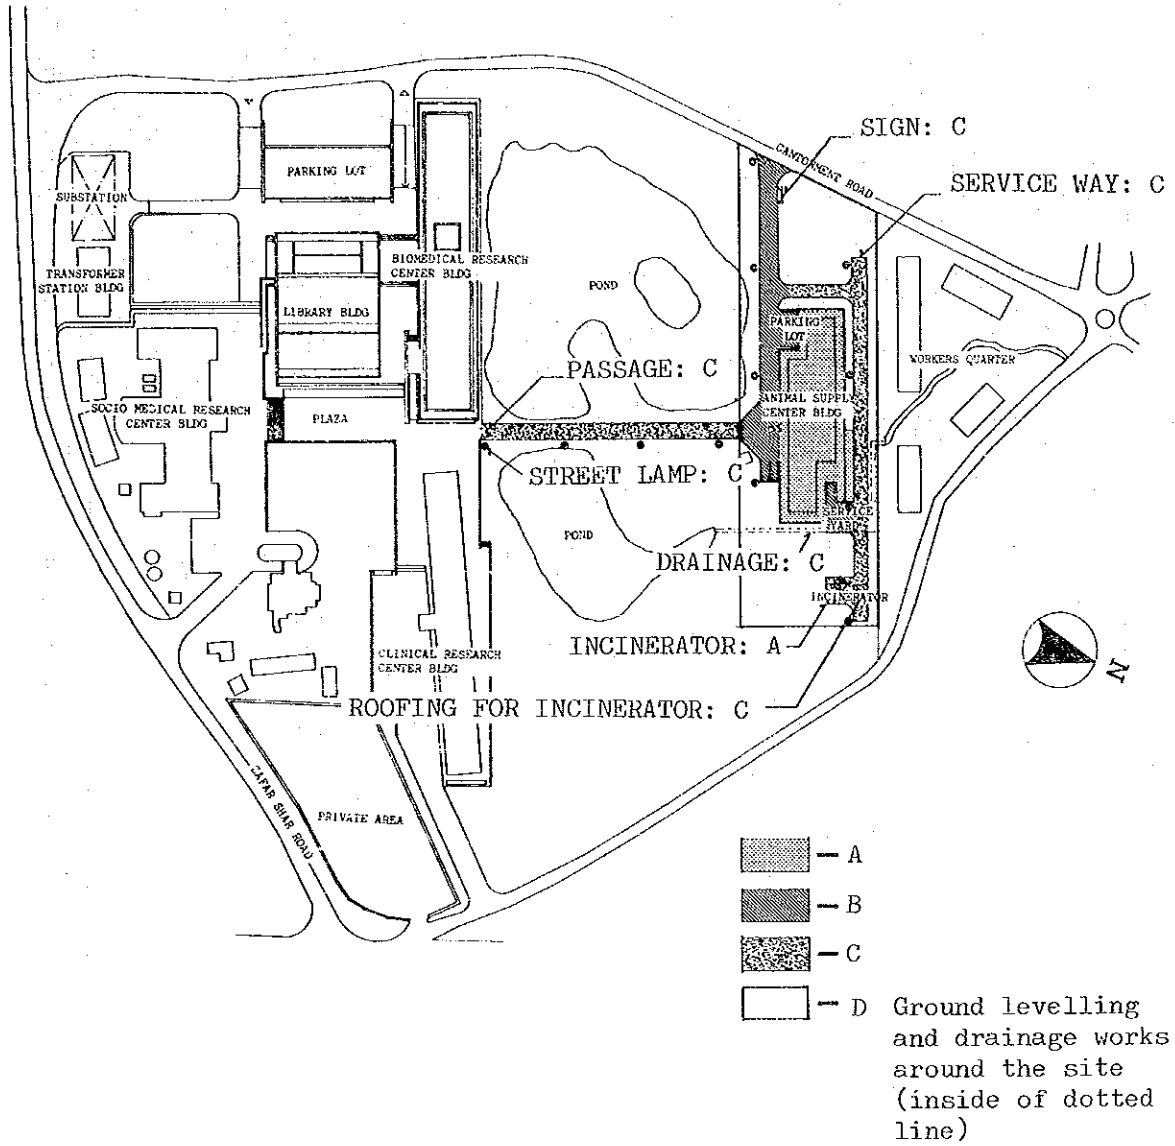 SIGN: C
CANTONMENT ROAD
SERVICE WAY: C
PARKING LOT
SUBSTATION
BIOMEDICAL RESEARCH
CENTER BLDG
TRANSFORMER
STATION BLDG
POND
LIBRARY BLDG
PARKING
LOT
WORKERS QUARTER
PASSAGE: C
ANIMAL SUPPLY
CENTER BLDG
SOCIO MEDICAL RESEARCH
CENTER BLDG
PLAZA
STREET LAMP: C
SERVICE
YARD
POND
DRAINAGE: C
INCINERATOR
INCINERATOR: A
CLINICAL RESEARCH
CENTER BLDG
N
ROOFING FOR INCINERATOR: C
ZAFAR SHAR ROAD
PRIVATE AREA
A
B
C
D Ground levelling
and drainage works
around the site
(inside of dotted
line)